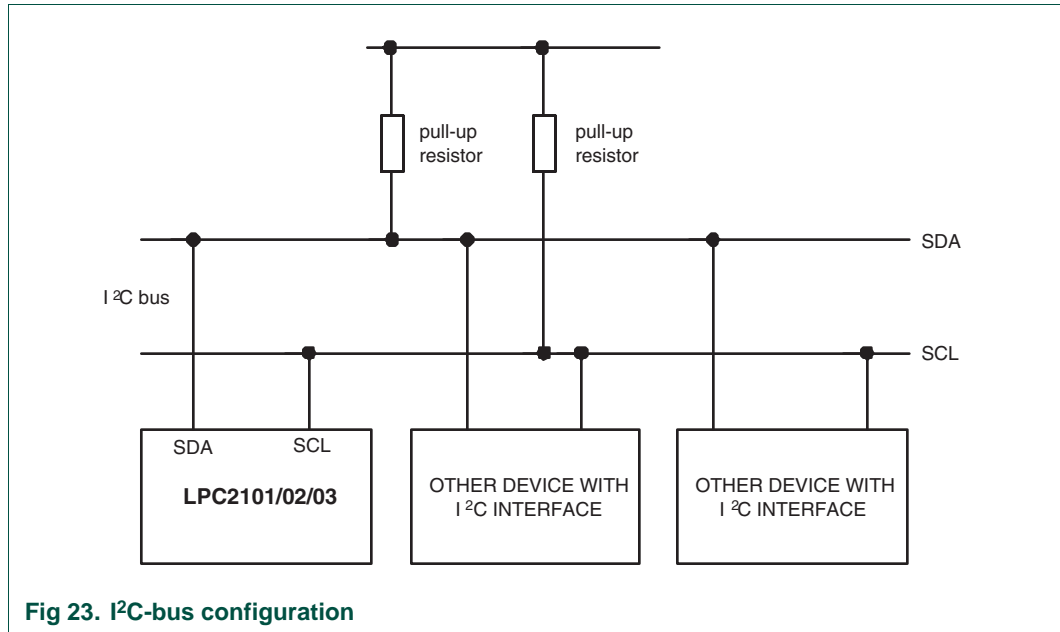 pull-up
resistor
pull-up
resistor
SDA
I ²C bus
SCL
SDA
SCL
LPC2101/02/03
OTHER DEVICE WITH
I ²C INTERFACE
OTHER DEVICE WITH
I ²C INTERFACE
Fig 23. I²C-bus configuration